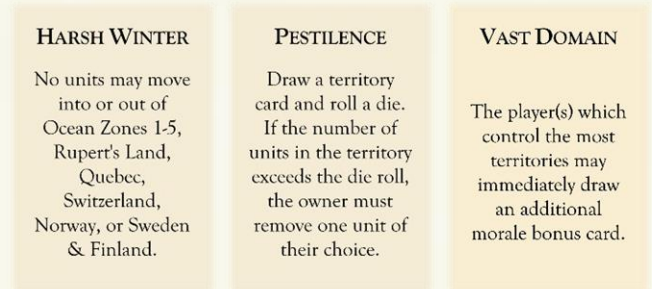 HARSH WINTER
No units may move
into or out of
Ocean Zones 1-5,
Rupert's Land,
Quebec,
Switzerland,
Norway, or Sweden
& Finland.
PESTILENCE
Draw a territory
card and roll a die.
If the number of
units in the territory
exceeds the die roll,
the owner must
remove one unit of
their choice.
VAST DOMAIN
The player(s) which
control the most
territories may
immediately draw
an additional
morale bonus card.